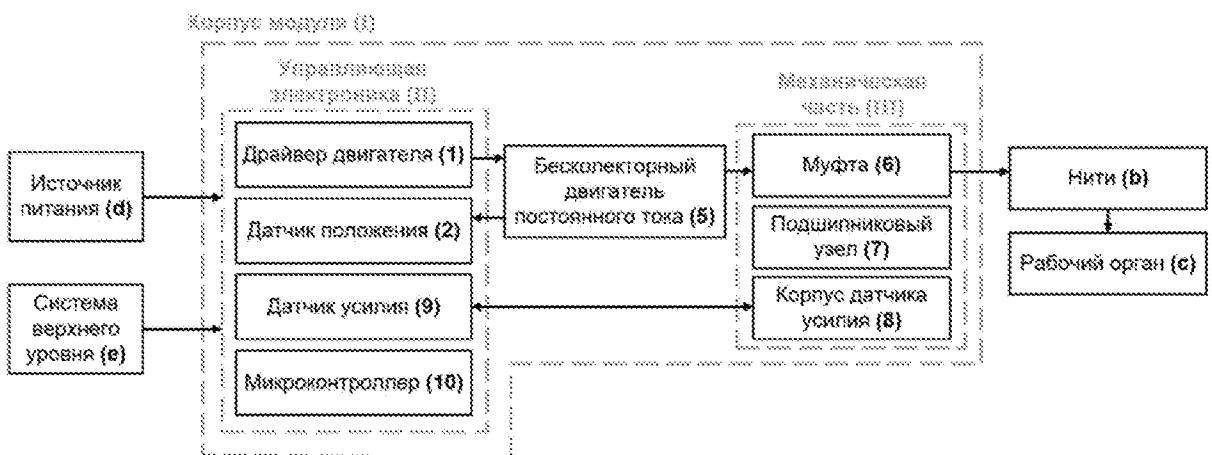 Корпус модуля (I)
Управляющая
электроника (II)
Механическая
часть (III)
Драйвер двигателя (1)
Бесколекторный
двигатель
постоянного тока (5)
Муфта (6)
Источник
питания (d)
Нити (b)
Датчик положения (2)
Подшипниковый
узел (7)
Рабочий орган (c)
Система
верхнего
уровня (e)
Датчик усилия (9)
Корпус датчика
усилия (8)
Микроконтроллер (10)